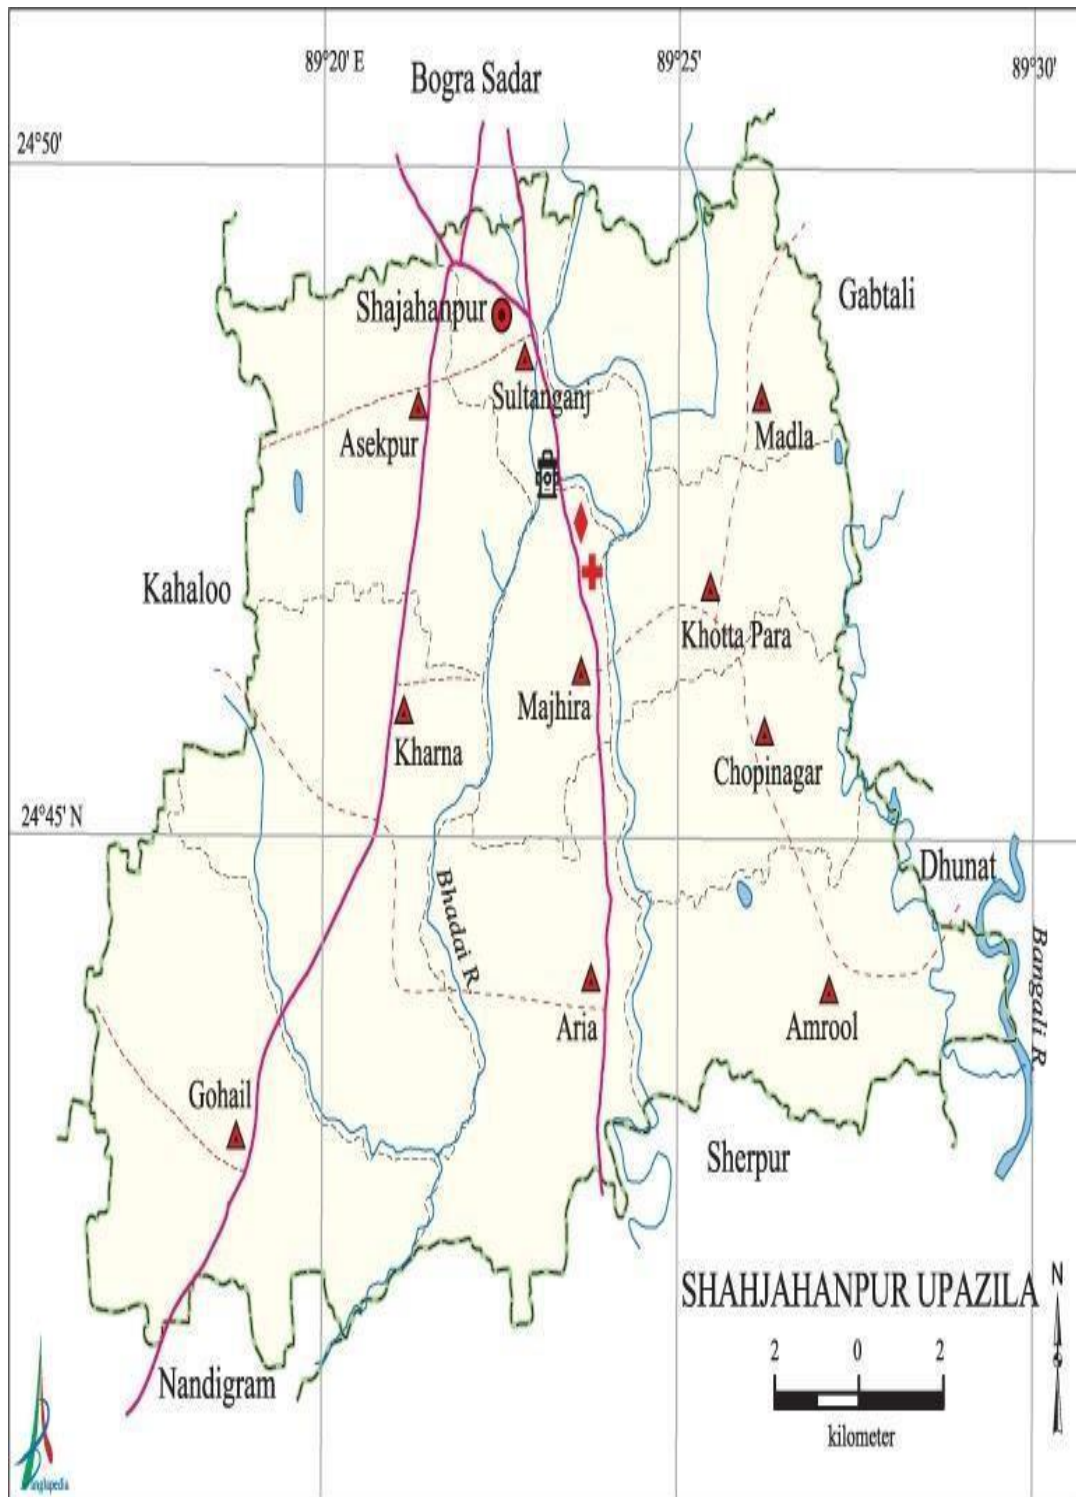 89°20' E
89°25'
89°30'
Bogra Sadar
24°50'
Gabtali
Shajahanpur
Sultanganj
Asekpur
Madla
Kahaloo
Khotta Para
Majhira
Kharna
Chopinagar
24°45' N
Dhunat
Bhadai R.
Bangali R.
Aria
Amrool
Gohail
Sherpur
SHAHJAHANPUR UPAZILA
N
2 0 2
kilometer
Nandigram
anglapedia